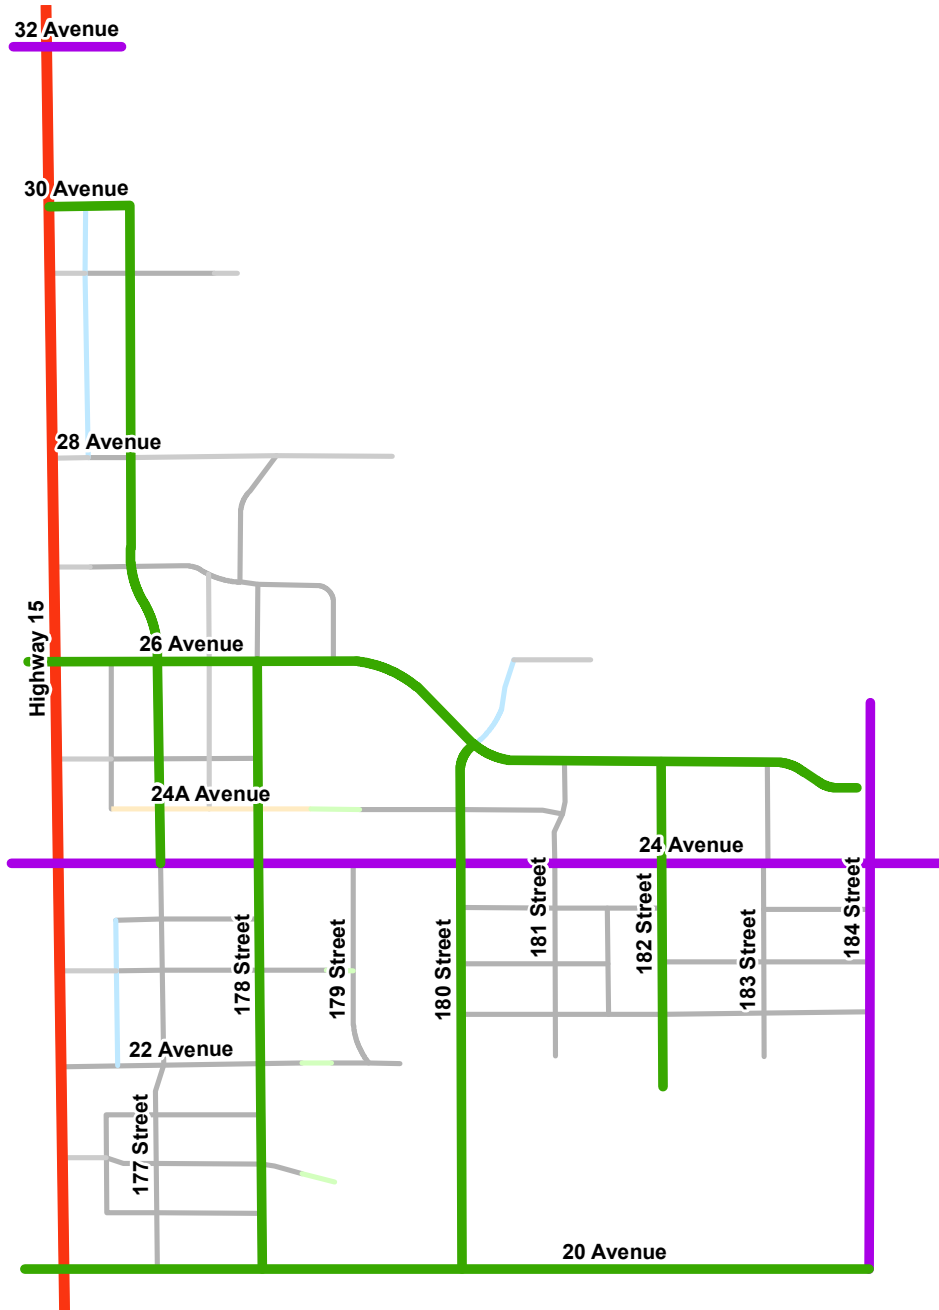 32 Avenue
30 Avenue
28 Avenue
Highway 15
26 Avenue
24A Avenue
24 Avenue
181 Street
184 Street
182 Street
183 Street
178 Street
179 Street
180 Street
22 Avenue
177 Street
20 Avenue